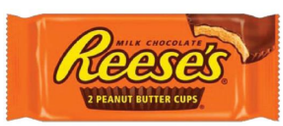 MILK CHOCOLATE
Reese's
2 PEANUT BUTTER CUPS